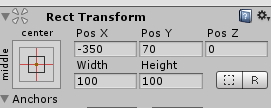 Rect Transform
center
Pos X Pos Y Pos Z
-350 70 0
middle
Width Height
100 100 R
Anchors